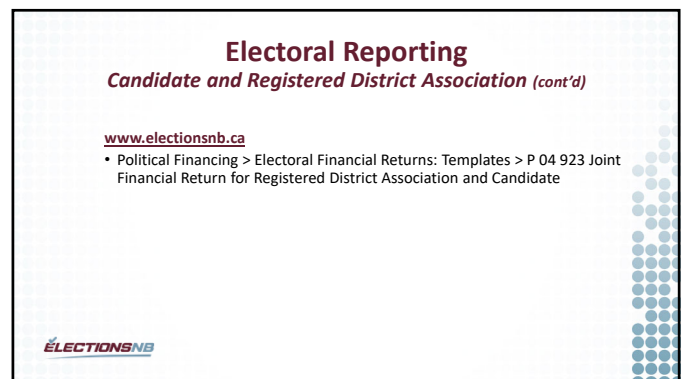 Electoral Reporting
Candidate and Registered District Association (cont’d)
www.electionsnb.ca
• Political Financing > Electoral Financial Returns: Templates > P 04 923 Joint
Financial Return for Registered District Association and Candidate
ÉLECTIONSNB